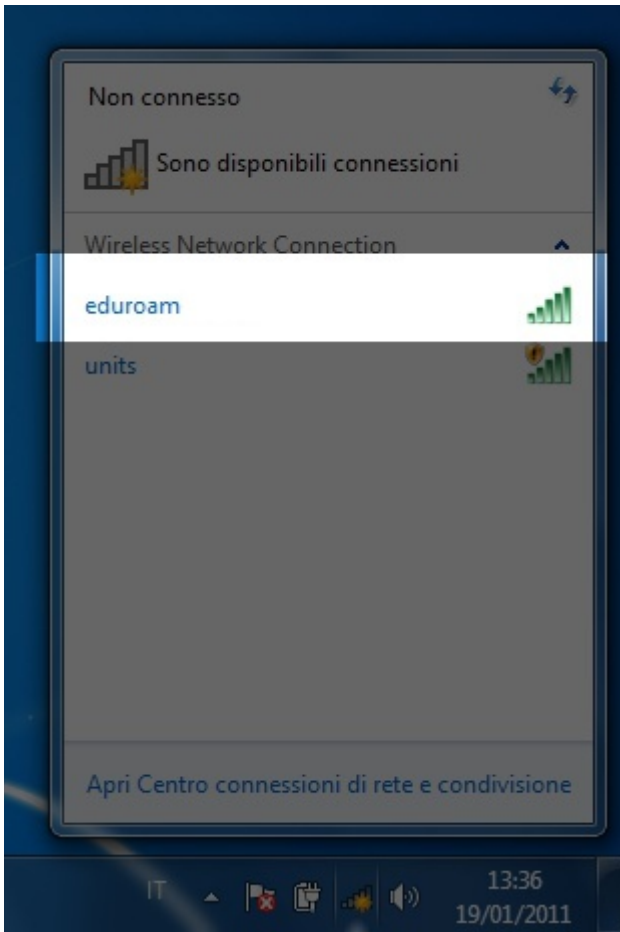 Non connesso
Sono disponibili connessioni
Wireless Network Connection
eduroam
units
Apri Centro connessioni di rete e condivisione
IT
13:36
19/01/2011